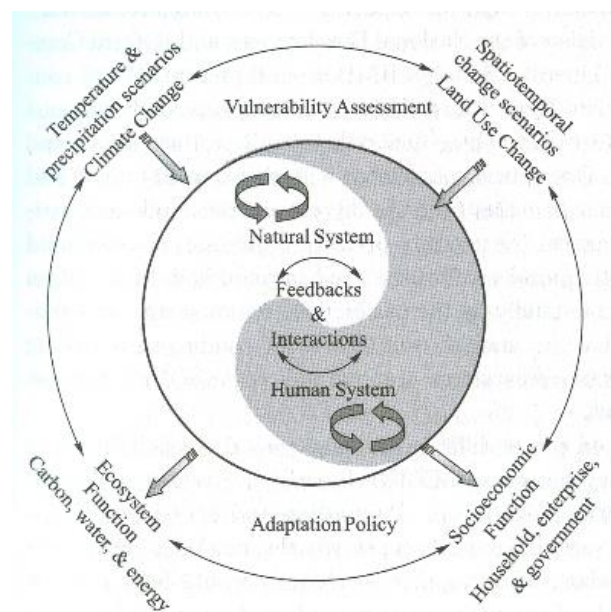 Temperature &
precipitation scenarios
Climate Change
Spatiotemporal
change scenarios
Land Use Change
Vulnerability Assessment
Natural System
Feedbacks
&
Interactions
Human System
Ecosystem
Function
Carbon, water, & energy
Adaptation Policy
Socioeconomic
Function
Household, enterprise,
& government